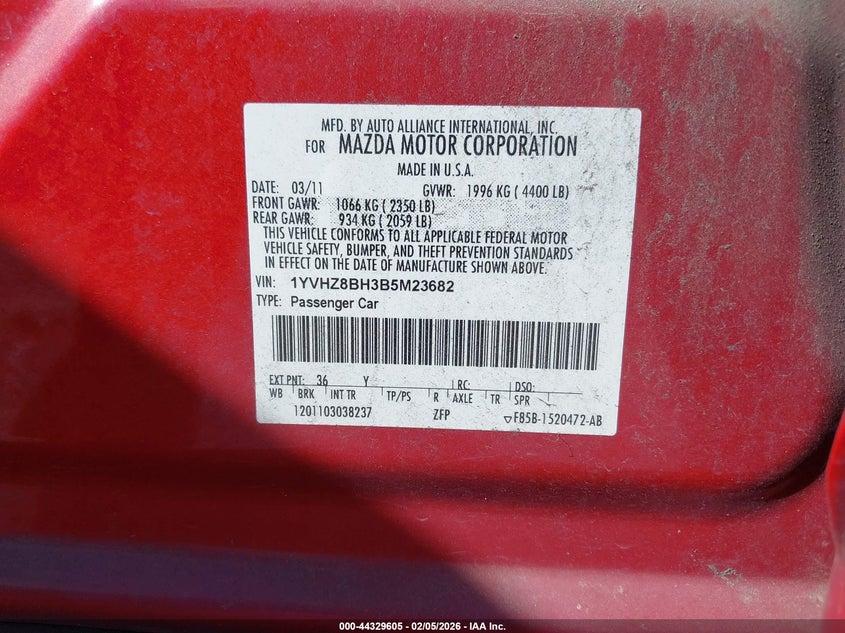 MFD. BY AUTO ALLIANCE INTERNATIONAL, INC.
FOR MAZDA MOTOR CORPORATION
MADE IN U.S.A.
DATE: 03/11 GVWR: 1996 KG ( 4400 LB)
FRONT GAWR: 1066 KG ( 2350 LB)
REAR GAWR: 934 KG ( 2059 LB)
THIS VEHICLE CONFORMS TO ALL APPLICABLE FEDERAL MOTOR
VEHICLE SAFETY, BUMPER, AND THEFT PREVENTION STANDARDS
IN EFFECT ON THE DATE OF MANUFACTURE SHOWN ABOVE.
VIN: 1YVHZ8BH3B5M23682
TYPE: Passenger Car
EXT PNT: 36 Y RC: DSO:
WB BRK INT TR TP/PS R AXLE TR SPR
1201103038237 ZFP F85B-1520472-AB
000-44329605 - 02/05/2026 - IAA Inc.